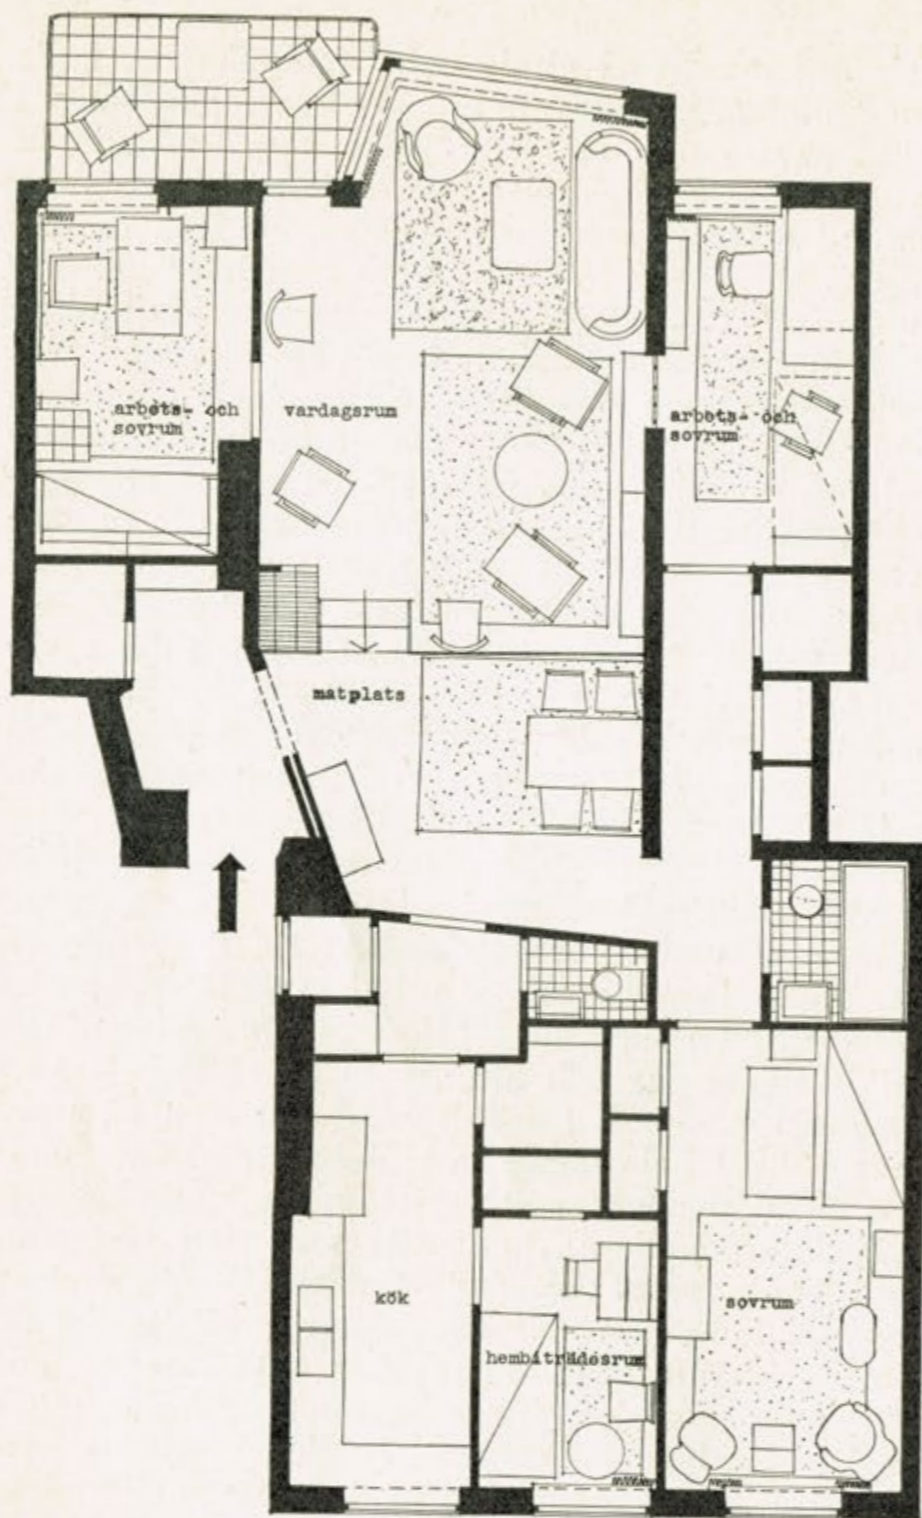 arbets- och
sovrum
vardagsrum
arbets- och
sovrum
matplats
kök
sovrum
hembiträdesrum